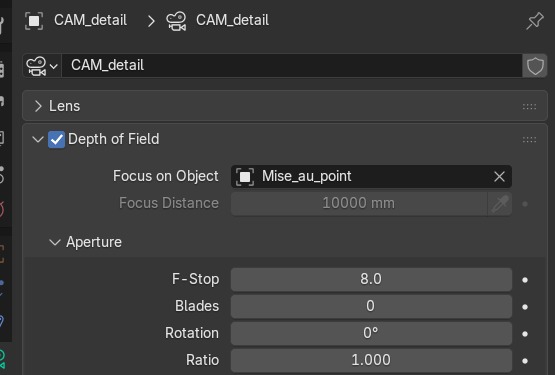 CAM_detail > CAM_detail
CAM_detail
Lens
Depth of Field
Focus on Object Mise_au_point
Focus Distance 10000 mm
Aperture
F-Stop 8.0
Blades 0
Rotation 0°
Ratio 1.000